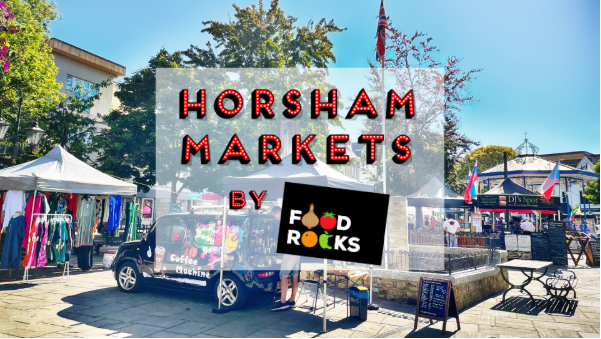 HORSHAM
MARKETS
BY
FOOD
ROCKS
Coffee
Machine
DJ's Spot